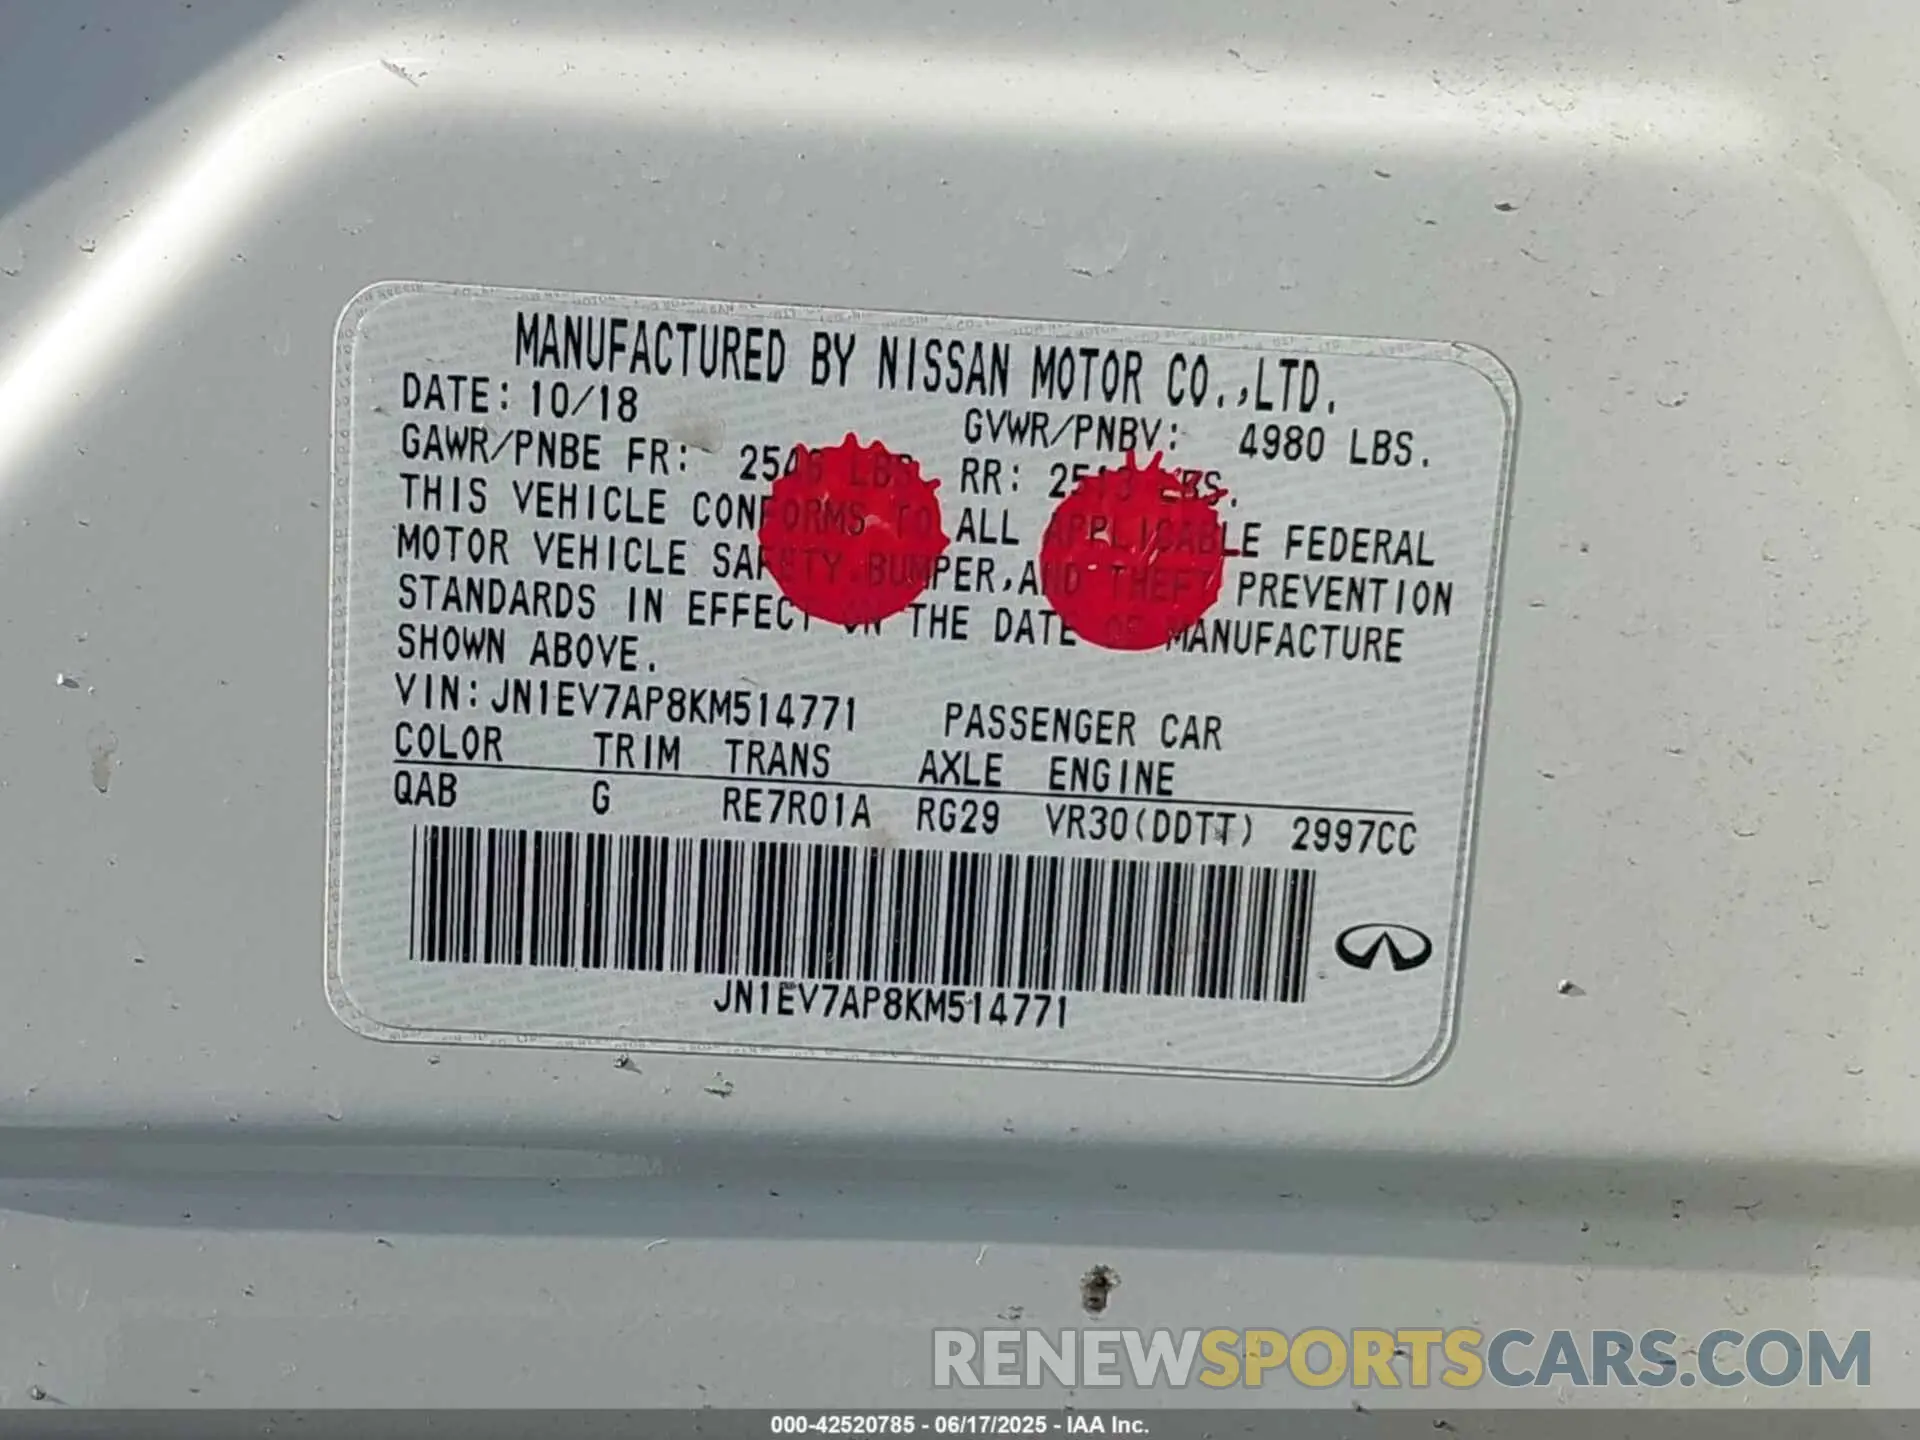 MANUFACTURED BY NISSAN MOTOR CO.,LTD.
DATE: 10/18 GVWR/PNBV: 4980 LBS.
GAWR/PNBE FR: LBS. RR: 2513 LBS.
THIS VEHICLE CONFORMS TO ALL APPLICABLE FEDERAL
MOTOR VEHICLE SAFETY, BUMPER, AND THEFT PREVENTION
STANDARDS IN EFFECT ON THE DATE OF MANUFACTURE
SHOWN ABOVE.
VIN: JN1EV7AP8KM514771 PASSENGER CAR
COLOR TRIM TRANS AXLE ENGINE
QAB G RE7R01A RG29 VR30(DDTT) 2997CC
JN1EV7AP8KM514771
RENEWSPORTSCARS.COM
000-42520785 - 06/17/2025 - IAA Inc.